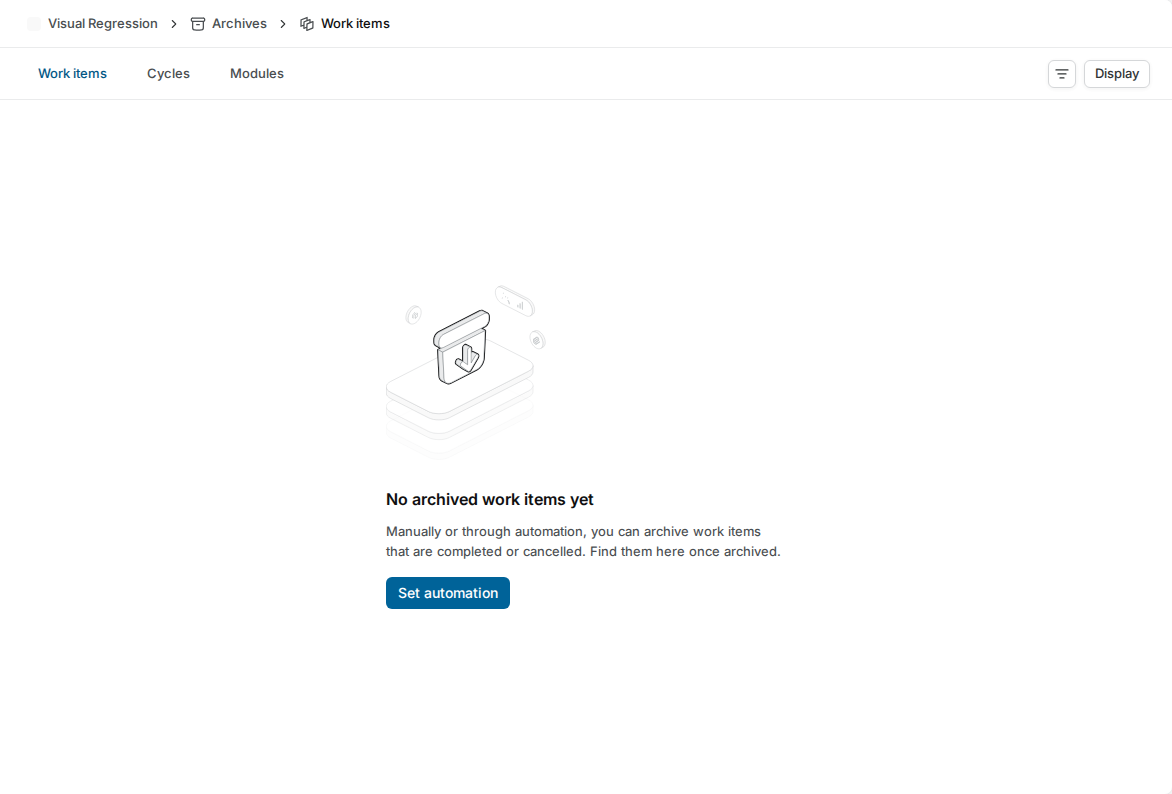 Visual Regression
Archives
Work items
Work items
Cycles
Modules
Display
No archived work items yet
Manually or through automation, you can archive work items
that are completed or cancelled. Find them here once archived.
Set automation